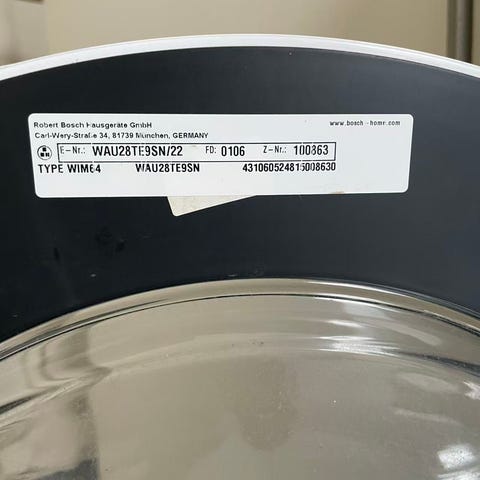 Robert Bosch Hausgeräte GmbH www.bosch-home.com
Carl-Wery-Straße 34, 81739 München, GERMANY
E-Nr.: WAU28TE9SN/22 FD: 0106 Z-Nr.: 100863
TYPE WIM64 WAU28TE9SN 431060524815008630